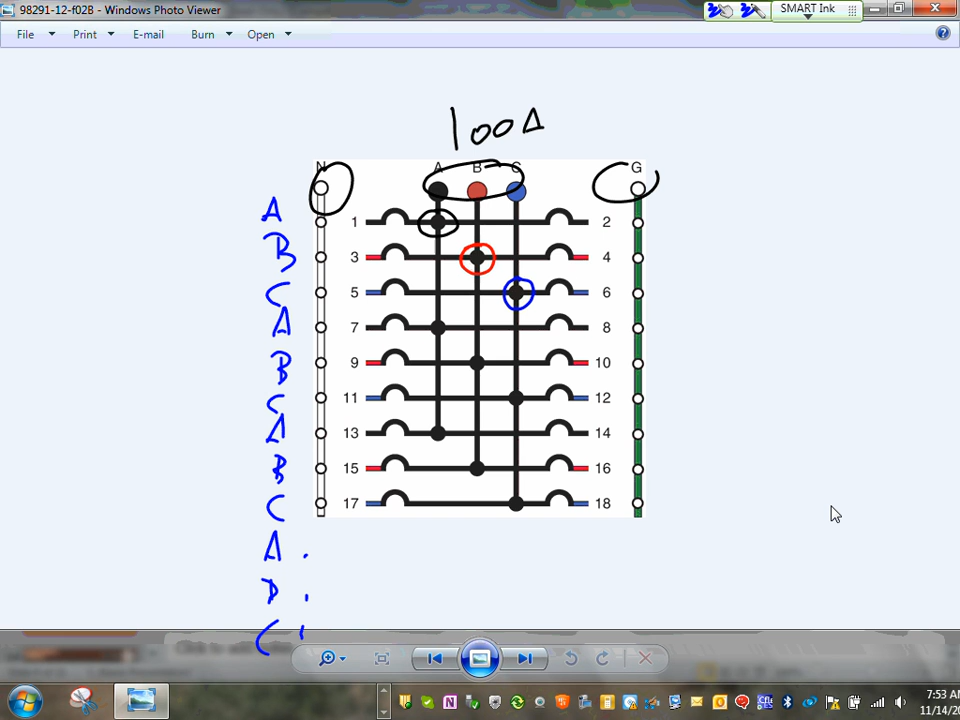 98291-12-f02B - Windows Photo Viewer
SMART Ink
File Print E-mail Burn Open
100A
N A B C G
A 1 2
B 3 4
C 5 6
A 7 8
B 9 10
C 11 12
A 13 14
B 15 16
C 17 18
A
B
C
7:53 AM
11/14/20